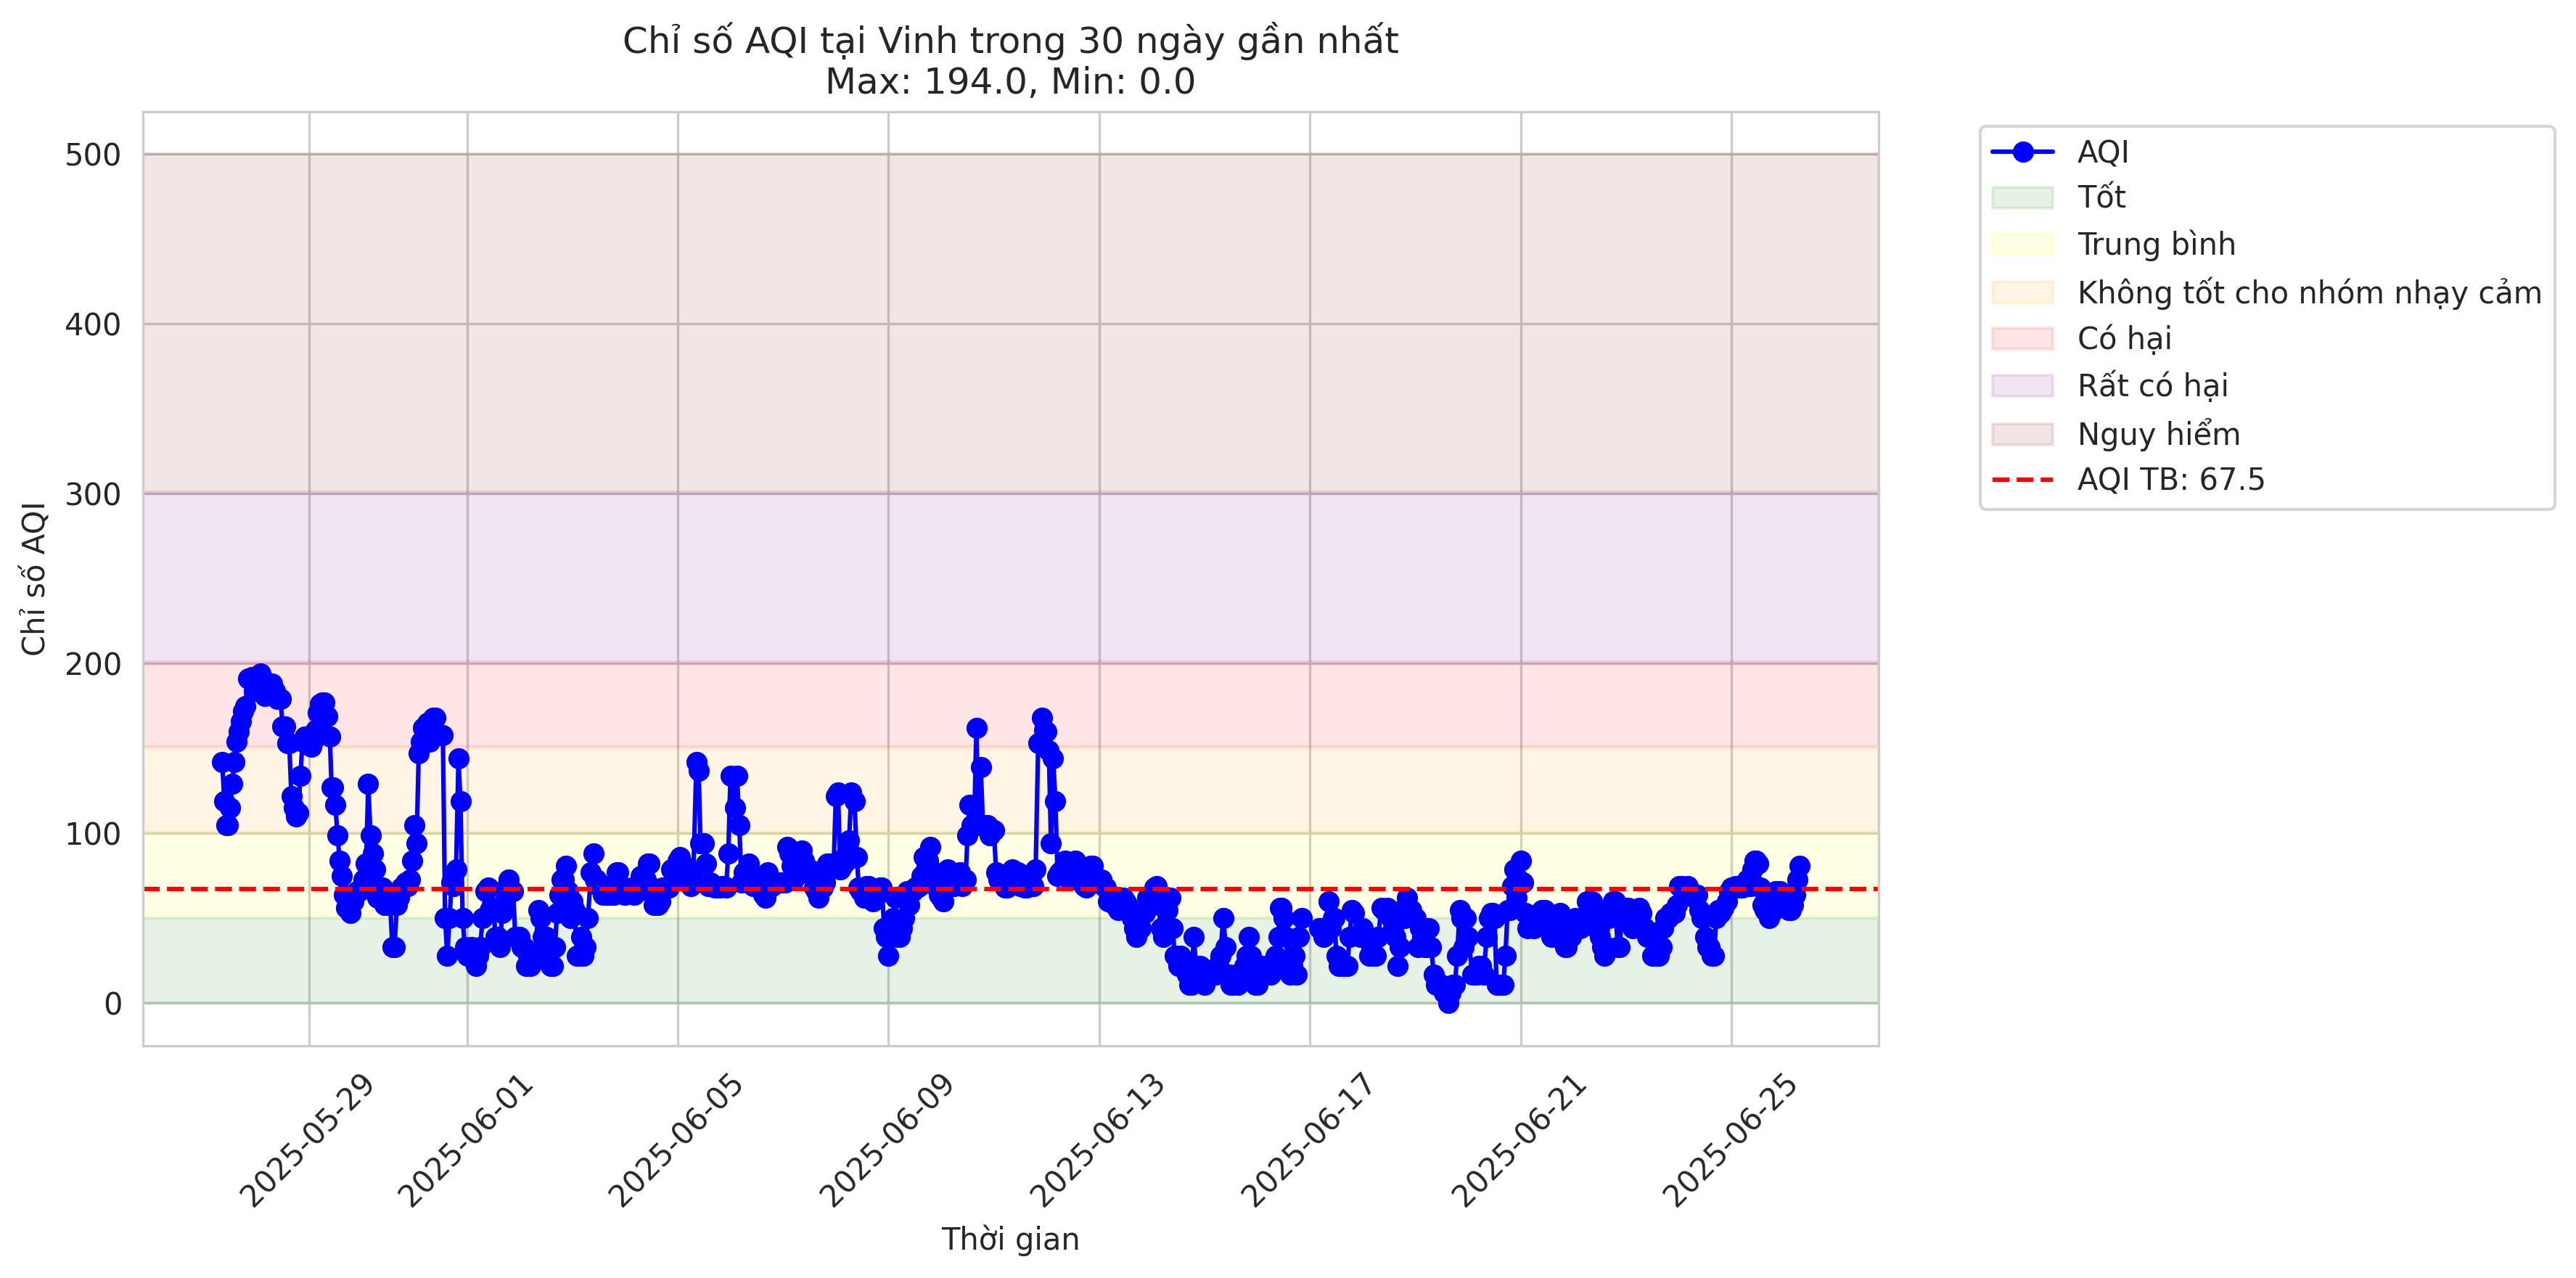 Chỉ số AQI tại Vinh trong 30 ngày gần nhất
Max: 194.0, Min: 0.0
Chỉ số AQI
500
400
300
200
100
0
2025-05-29
2025-06-01
2025-06-05
2025-06-09
2025-06-13
2025-06-17
2025-06-21
2025-06-25
Thời gian
AQI
Tốt
Trung bình
Không tốt cho nhóm nhạy cảm
Có hại
Rất có hại
Nguy hiểm
AQI TB: 67.5